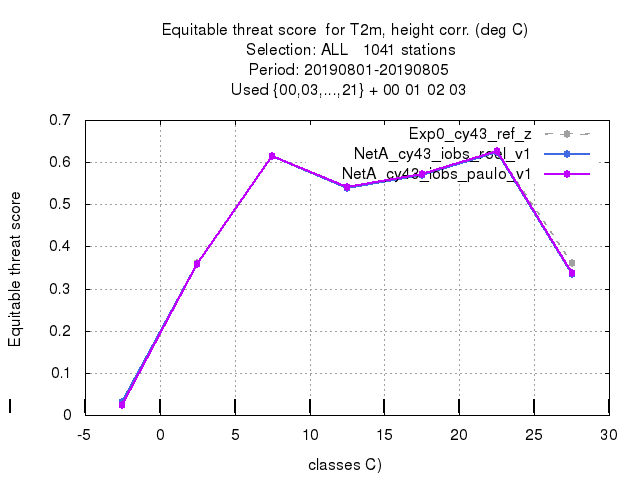 Equitable threat score for T2m, height corr. (deg C)
Selection: ALL 1041 stations
Period: 20190801-20190805
Used {00,03,...,21} + 00 01 02 03
Exp0_cy43_ref_z
NetA_cy43_iobs_roel_v1
NetA_cy43_iobs_paulo_v1
Equitable threat score
0.7
0.6
0.5
0.4
0.3
0.2
0.1
0
-5
0
5
10
15
20
25
30
classes C)